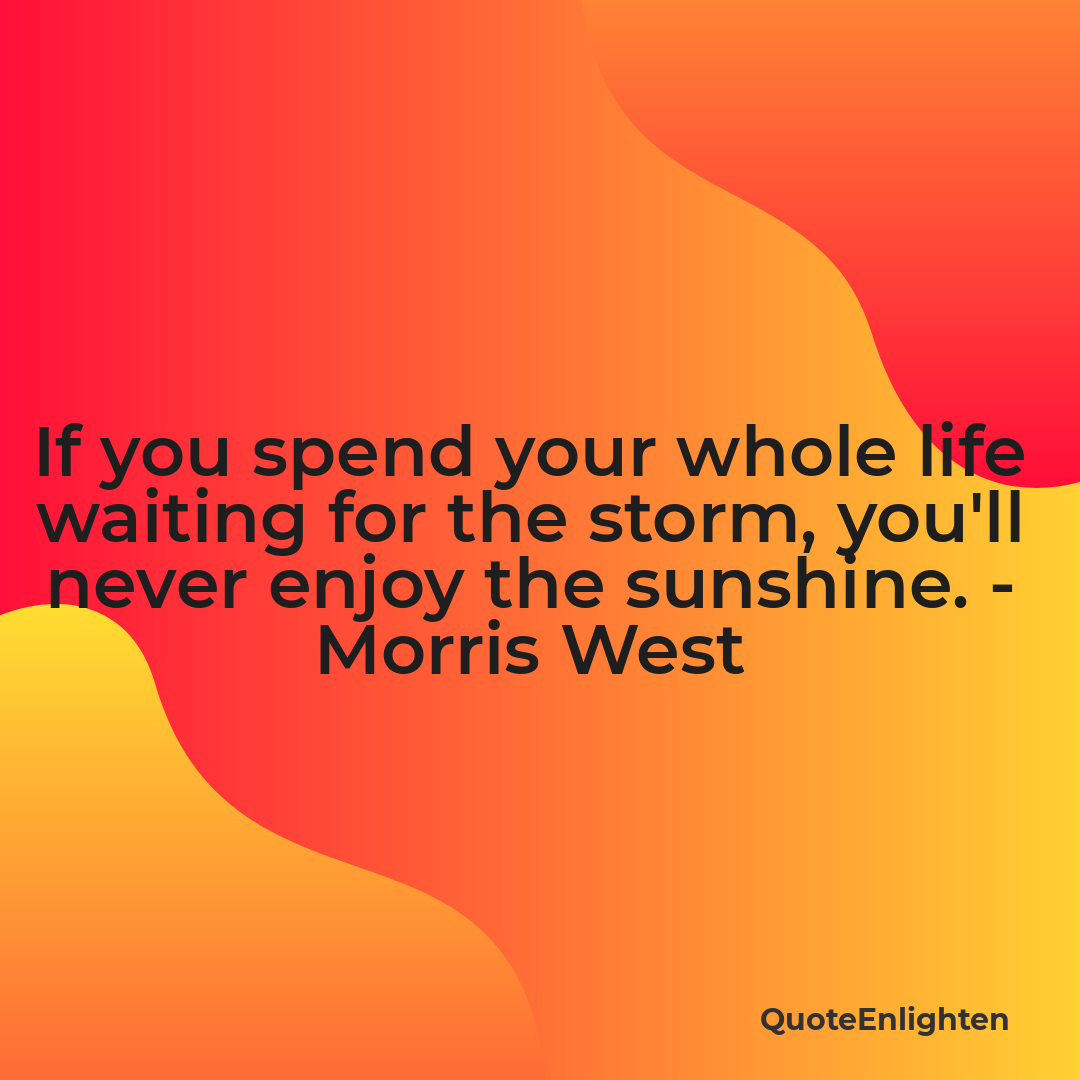 If you spend your whole life
waiting for the storm, you'll
never enjoy the sunshine. -
Morris West
QuoteEnlighten